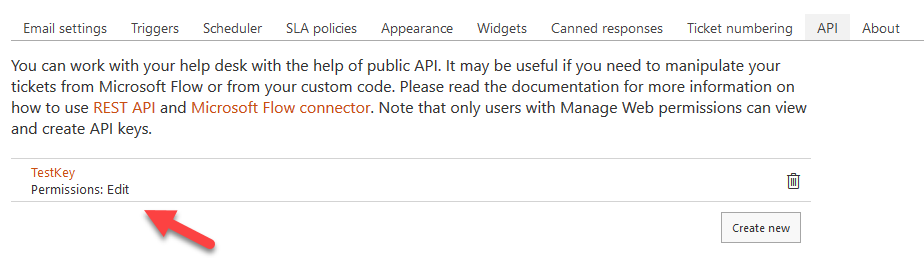 Email settings Triggers Scheduler SLA policies Appearance Widgets Canned responses Ticket numbering API About
You can work with your help desk with the help of public API. It may be useful if you need to manipulate your
tickets from Microsoft Flow or from your custom code. Please read the documentation for more information on
how to use REST API and Microsoft Flow connector. Note that only users with Manage Web permissions can view
and create API keys.
TestKey
Permissions: Edit
Create new